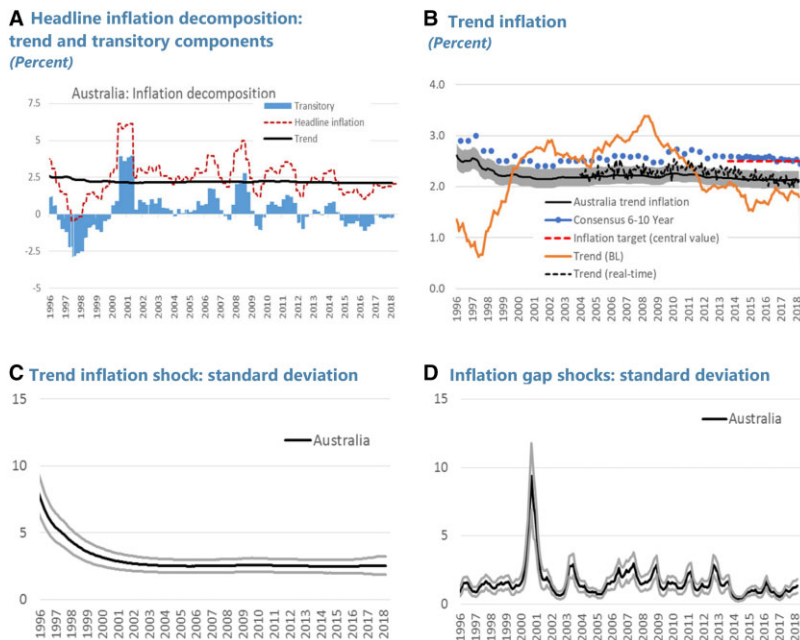 A Headline inflation decomposition:
trend and transitory components
(Percent)
Australia: Inflation decomposition
Transitory
Headline inflation
Trend
7.5
5
2.5
0
-2.5
-5
1996 1997 1998 1999 2000 2001 2002 2003 2004 2005 2006 2007 2008 2009 2010 2011 2012 2013 2014 2015 2016 2017 2018
B Trend inflation
(Percent)
4.0
3.0
2.0
1.0
0.0
Australia trend inflation
Consensus 6-10 Year
Inflation target (central value)
Trend (BL)
Trend (real-time)
1996 1997 1998 1999 2000 2001 2002 2003 2004 2005 2006 2007 2008 2009 2010 2011 2012 2013 2014 2015 2016 2017 2018
C Trend inflation shock: standard deviation
15
10
5
0
Australia
1996 1997 1998 1999 2000 2001 2002 2003 2004 2005 2006 2007 2008 2009 2010 2011 2012 2013 2014 2015 2016 2017 2018
D Inflation gap shocks: standard deviation
15
10
5
0
Australia
1996 1997 1998 1999 2000 2001 2002 2003 2004 2005 2006 2007 2008 2009 2010 2011 2012 2013 2014 2015 2016 2017 2018